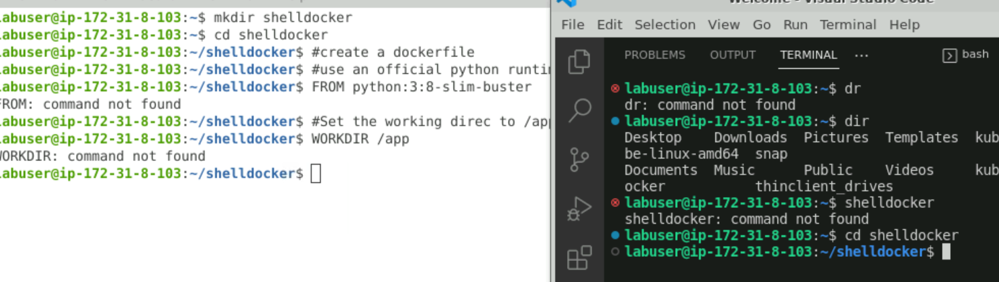 labuser@ip-172-31-8-103:~$ mkdir shelldocker
labuser@ip-172-31-8-103:~$ cd shelldocker
labuser@ip-172-31-8-103:~/shelldocker$ #create a dockerfile
labuser@ip-172-31-8-103:~/shelldocker$ #use an official python runtim
labuser@ip-172-31-8-103:~/shelldocker$ FROM python:3:8-slim-buster
FROM: command not found
labuser@ip-172-31-8-103:~/shelldocker$ #Set the working direc to /app
labuser@ip-172-31-8-103:~/shelldocker$ WORKDIR /app
WORKDIR: command not found
labuser@ip-172-31-8-103:~/shelldocker$
Welcome - Visual Studio Code
File Edit Selection View Go Run Terminal Help
PROBLEMS OUTPUT TERMINAL ··· bash
labuser@ip-172-31-8-103:~$ dr
dr: command not found
labuser@ip-172-31-8-103:~$ dir
Desktop Downloads Pictures Templates kub
be-linux-amd64 snap
Documents Music Public Videos kub
ocker thinclient_drives
labuser@ip-172-31-8-103:~$ shelldocker
shelldocker: command not found
labuser@ip-172-31-8-103:~$ cd shelldocker
labuser@ip-172-31-8-103:~/shelldocker$